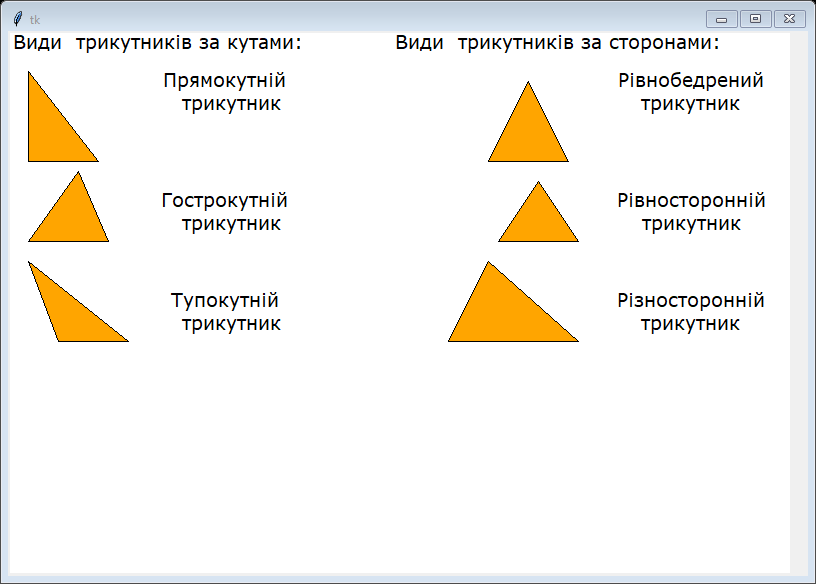 tk
Види  трикутників за кутами:
Види  трикутників за сторонами:
Прямокутній
трикутник
Рівнобедрений
трикутник
Гострокутній
трикутник
Рівносторонній
трикутник
Тупокутній
трикутник
Різносторонній
трикутник